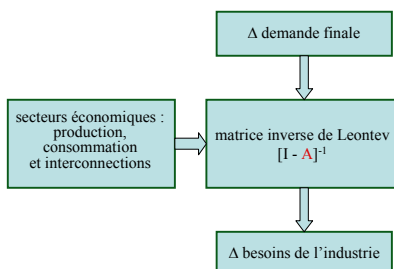 Δ demande finale
secteurs économiques :
production,
consommation
et interconnections
matrice inverse de Leontev
[I - A]⁻¹
Δ besoins de l'industrie